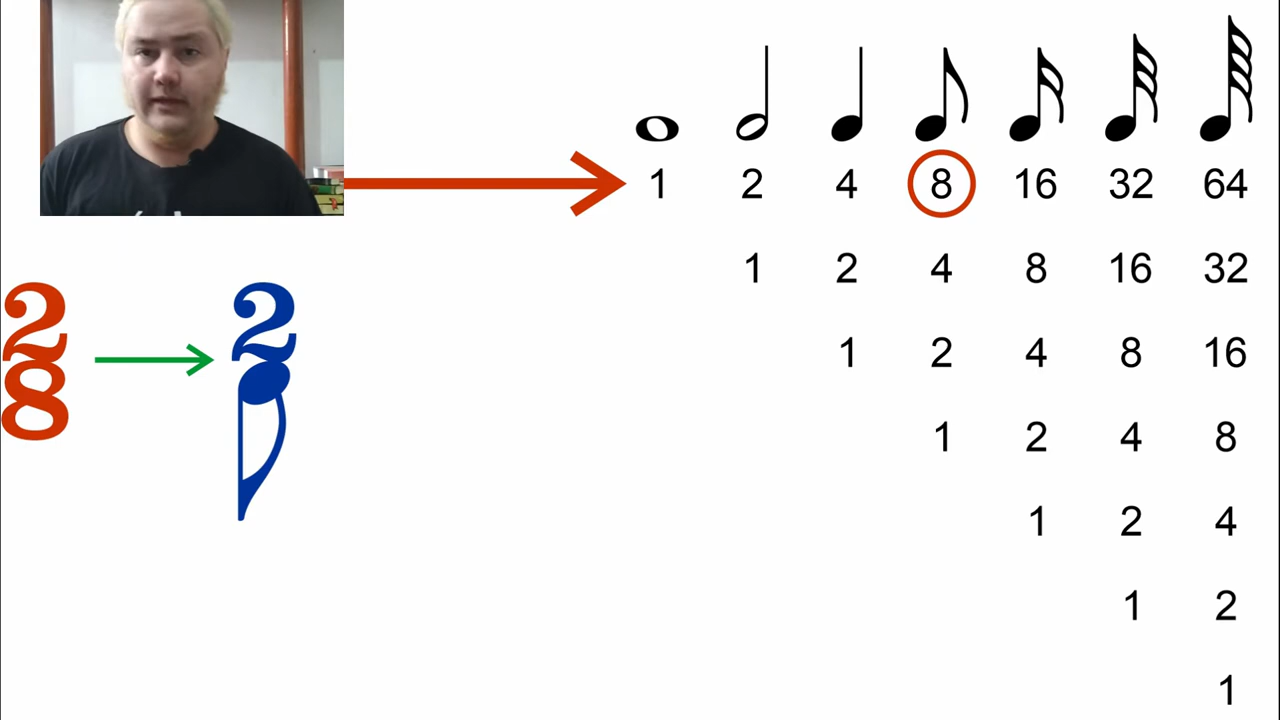 1 2 4 8 16 32 64
1 2 4 8 16 32
1 2 4 8 16
1 2 4 8
1 2 4
1 2
1
2 2
8